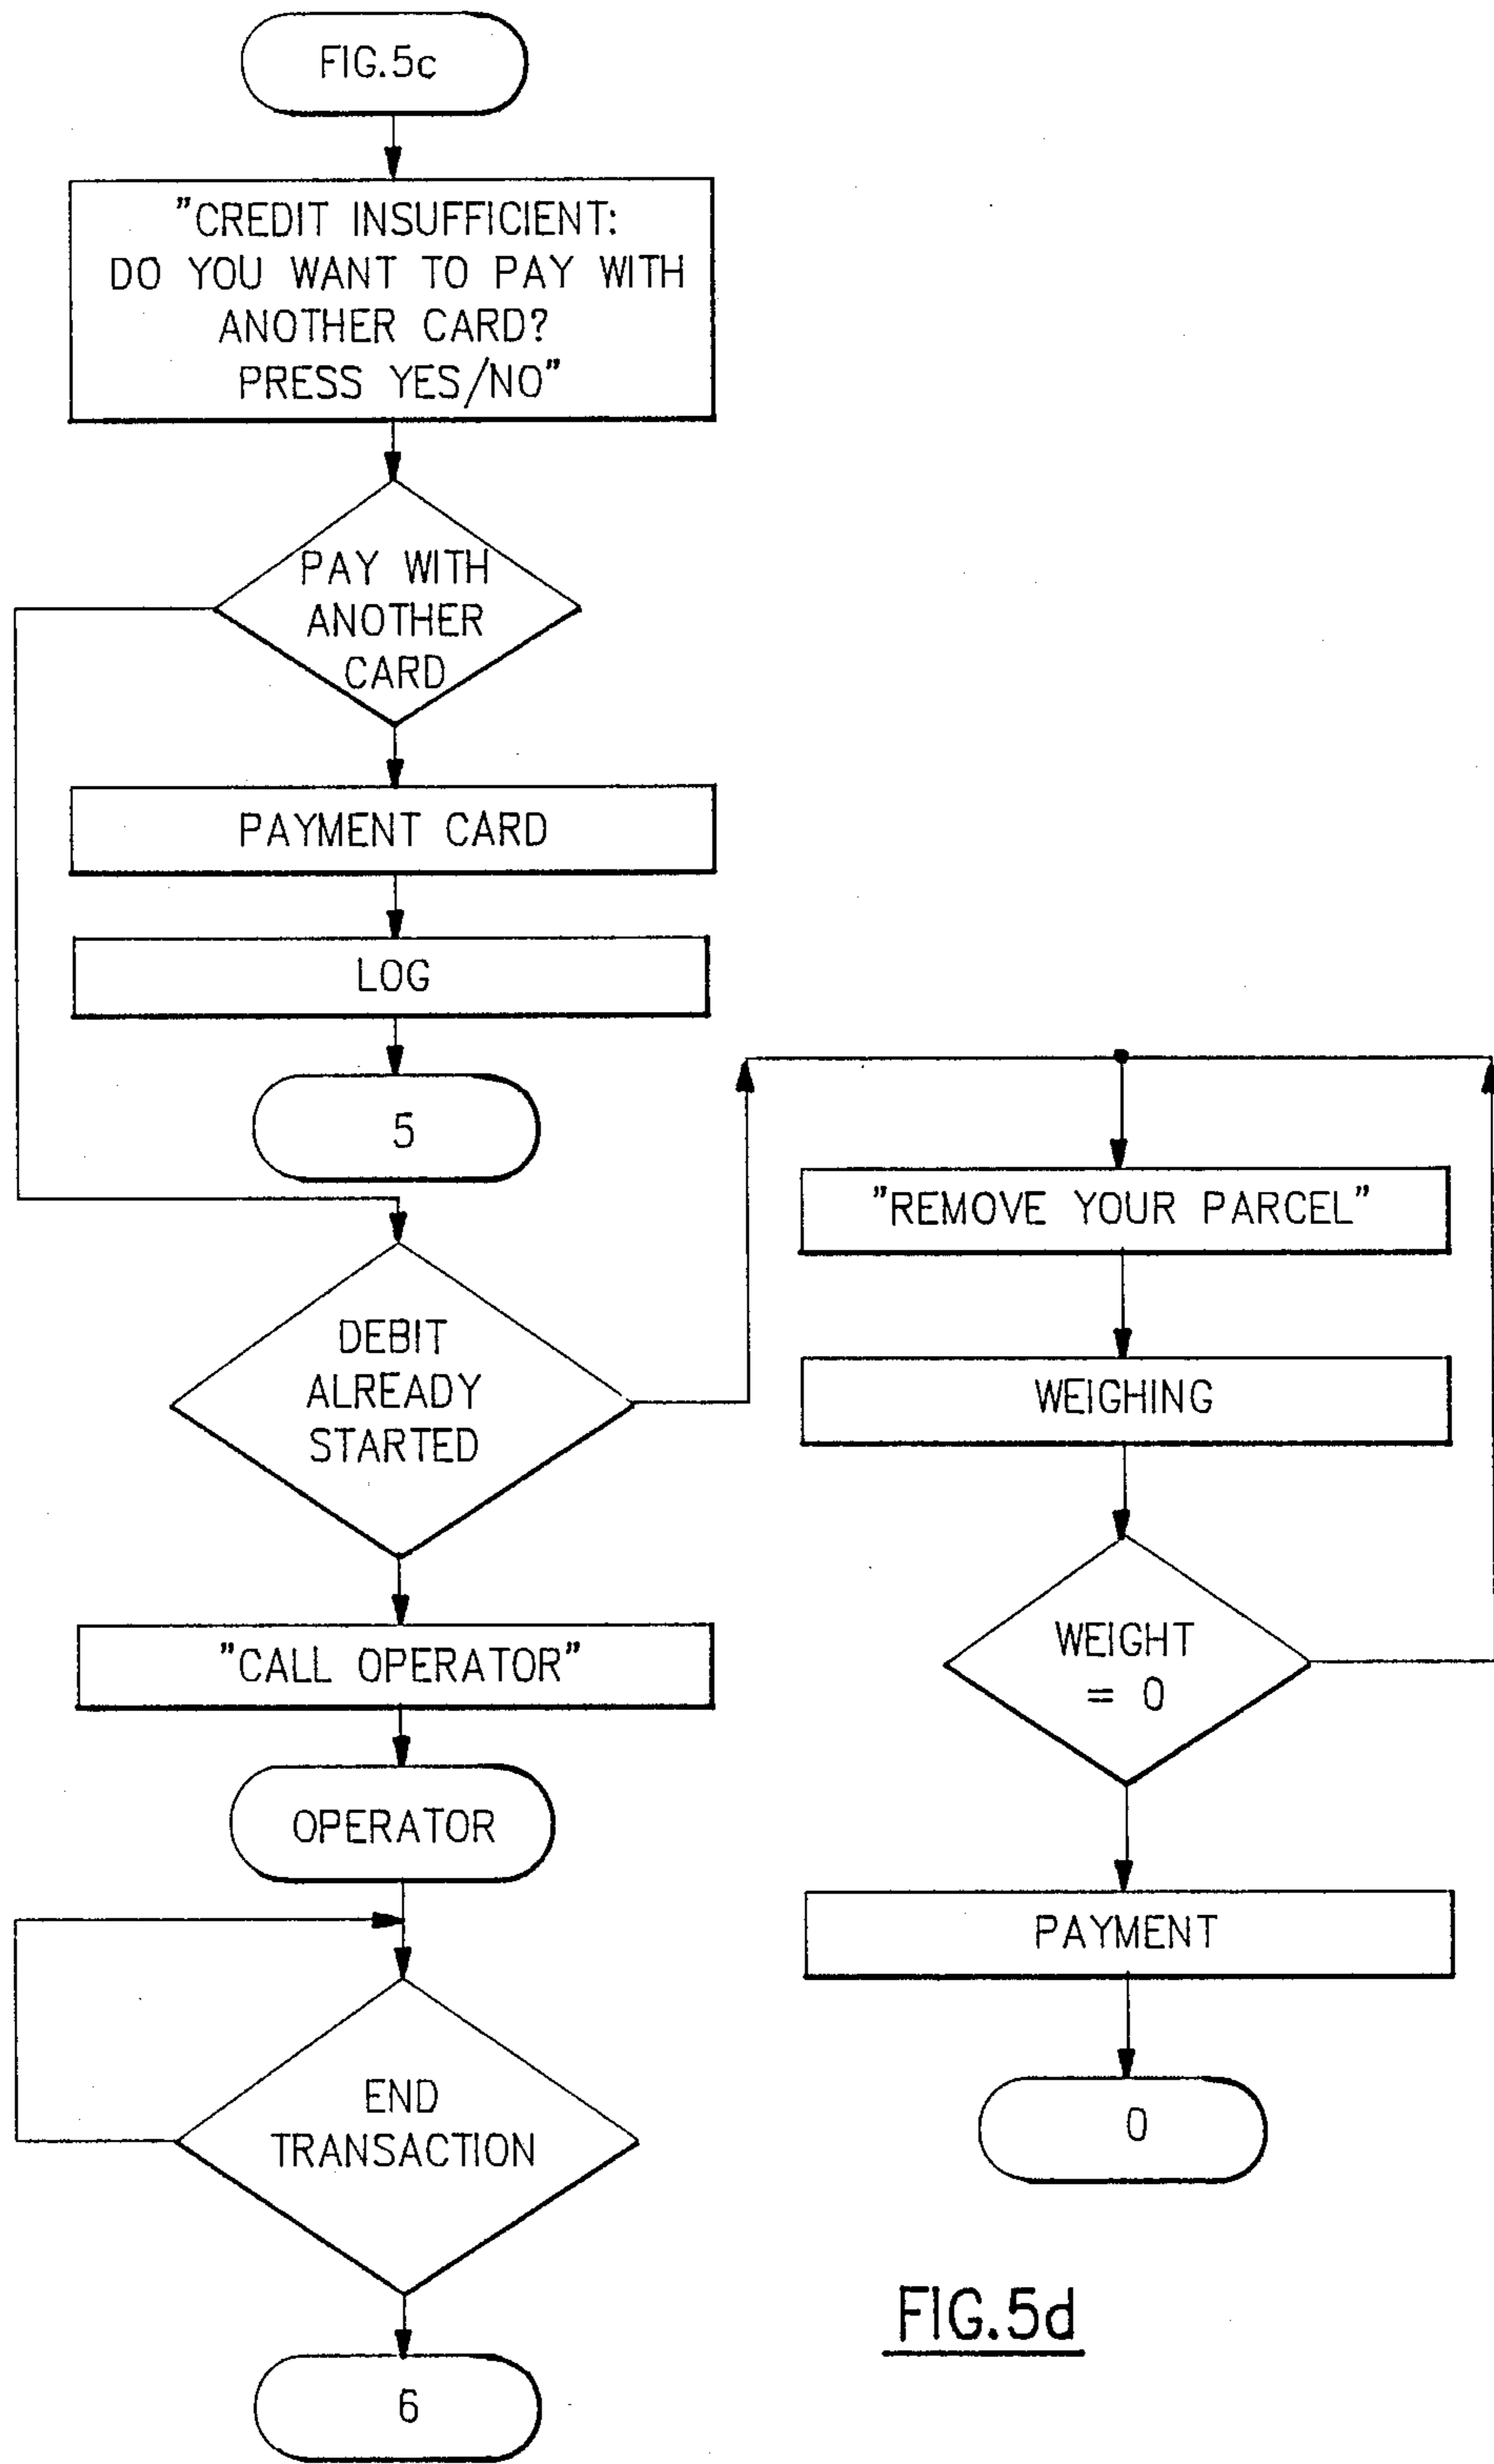 FIG.5c
"CREDIT INSUFFICIENT:
DO YOU WANT TO PAY WITH
ANOTHER CARD?
PRESS YES/NO"
PAY WITH
ANOTHER
CARD
PAYMENT CARD
LOG
5
DEBIT
ALREADY
STARTED
"CALL OPERATOR"
OPERATOR
END
TRANSACTION
6
"REMOVE YOUR PARCEL"
WEIGHING
WEIGHT
= 0
PAYMENT
0
FIG.5d